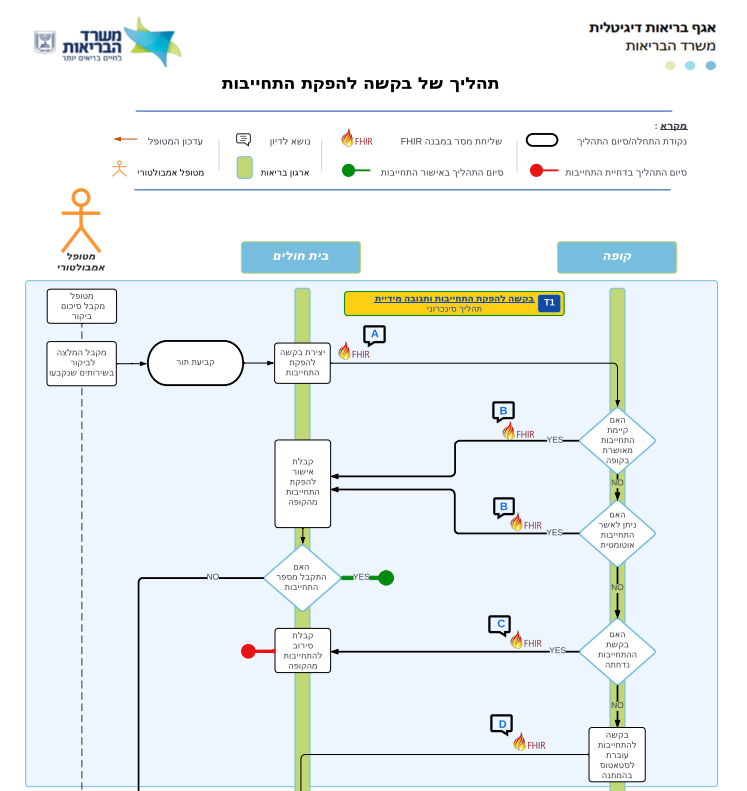 אגף בריאות דיגיטלית
משרד הבריאות
משרד
הבריאות
לחיים בריאים יותר
תהליך של בקשה להפקת התחייבות
מקרא :
נקודת התחלה/סיום התהליך
שליחת מסר במבנה FHIR
FHIR
נושא לדיון
עדכון המטופל
סיום התהליך בדחיית התחייבות
סיום התהליך באישור התחייבות
ארגון בריאות
מטופל אמבולטורי
מטופל
אמבולטורי
בית חולים
קופה
T1
בקשה להפקת התחייבות ותגובה מידיית
תהליך סינכרוני
מטופל
מקבל סיכום
ביקור
מקבל המלצה
לביקור
בשירותים שנקבעו
קביעת תור
יצירת בקשה
להפקת
התחייבות
A
FHIR
האם
קיימת
התחייבות
מאושרת
בקופה
YES
B
FHIR
NO
קבלת
אישור
להפקת
התחייבות
מהקופה
האם
ניתן לאשר
התחייבות
אוטומטית
YES
B
FHIR
NO
האם
התקבל מספר
התחייבות
YES
NO
האם
בקשת
ההתחייבות
נדחתה
YES
C
FHIR
NO
קבלת
סירוב
להתחייבות
מהקופה
בקשה
להתחייבות
עוברת
לסטאטוס
בהמתנה
D
FHIR